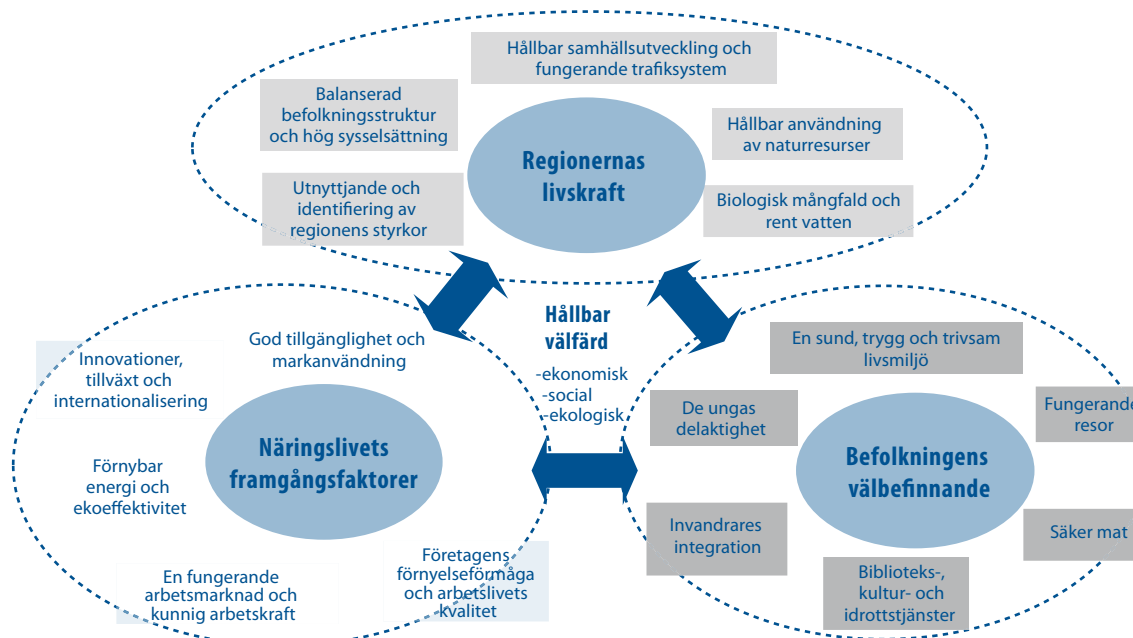 Hållbar samhällsutveckling och
fungerande trafiksystem
Balanserad
befolkningsstruktur
och hög sysselsättning
Hållbar användning
av naturresurser
Regionernas
livskraft
Utnyttjande och
identifiering av
regionens styrkor
Biologisk mångfald och
rent vatten
Hållbar
välfärd
-ekonomisk
-social
-ekologisk
God tillgänglighet och
markanvändning
Innovationer,
tillväxt och
internationalisering
Näringslivets
framgångsfaktorer
Förnybar
energi och
ekoeffektivitet
En fungerande
arbetsmarknad och
kunnig arbetskraft
Företagens
förnyelseförmåga
och arbetslivets
kvalitet
En sund, trygg och trivsam
livsmiljö
De ungas
delaktighet
Fungerande
resor
Befolkningens
välbefinnande
Invandrares
integration
Säker mat
Biblioteks-,
kultur- och
idrottstjänster